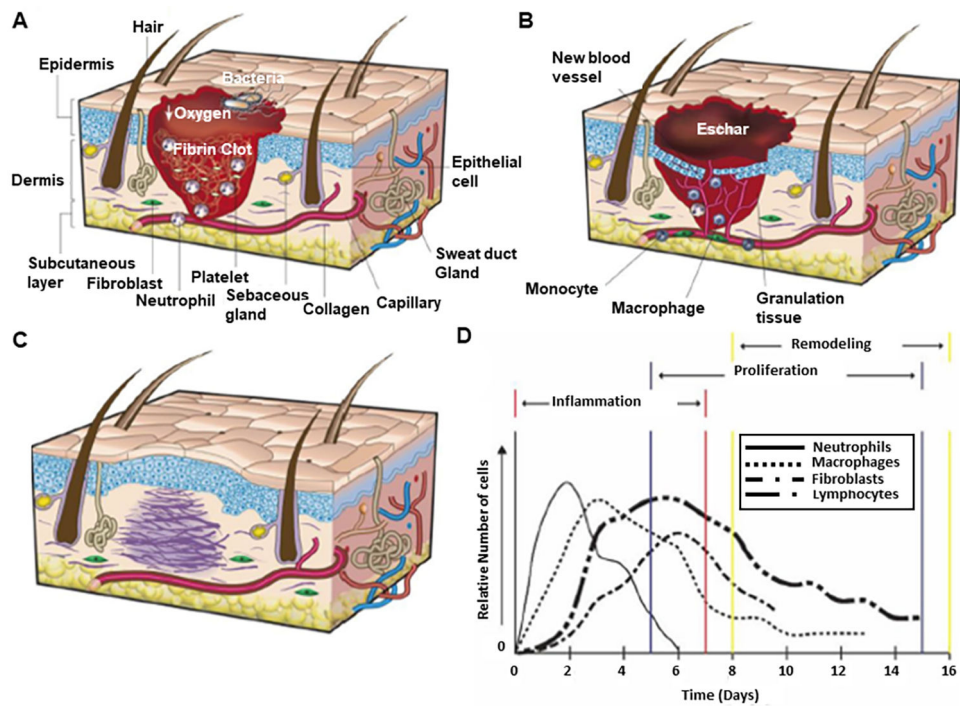 A
Hair
Epidermis
Bacteria
Oxygen
Fibrin Clot
Dermis
Epithelial
cell
Sweat duct
Gland
Subcutaneous
layer
Fibroblast
Neutrophil
Platelet
Sebaceous
gland
Collagen
Capillary
B
New blood
vessel
Eschar
Monocyte
Macrophage
Granulation
tissue
C
D
Remodeling
Proliferation
Inflammation
Neutrophils
Macrophages
Fibroblasts
Lymphocytes
Relative Number of cells
0
0 2 4 6 8 10 12 14 16
Time (Days)